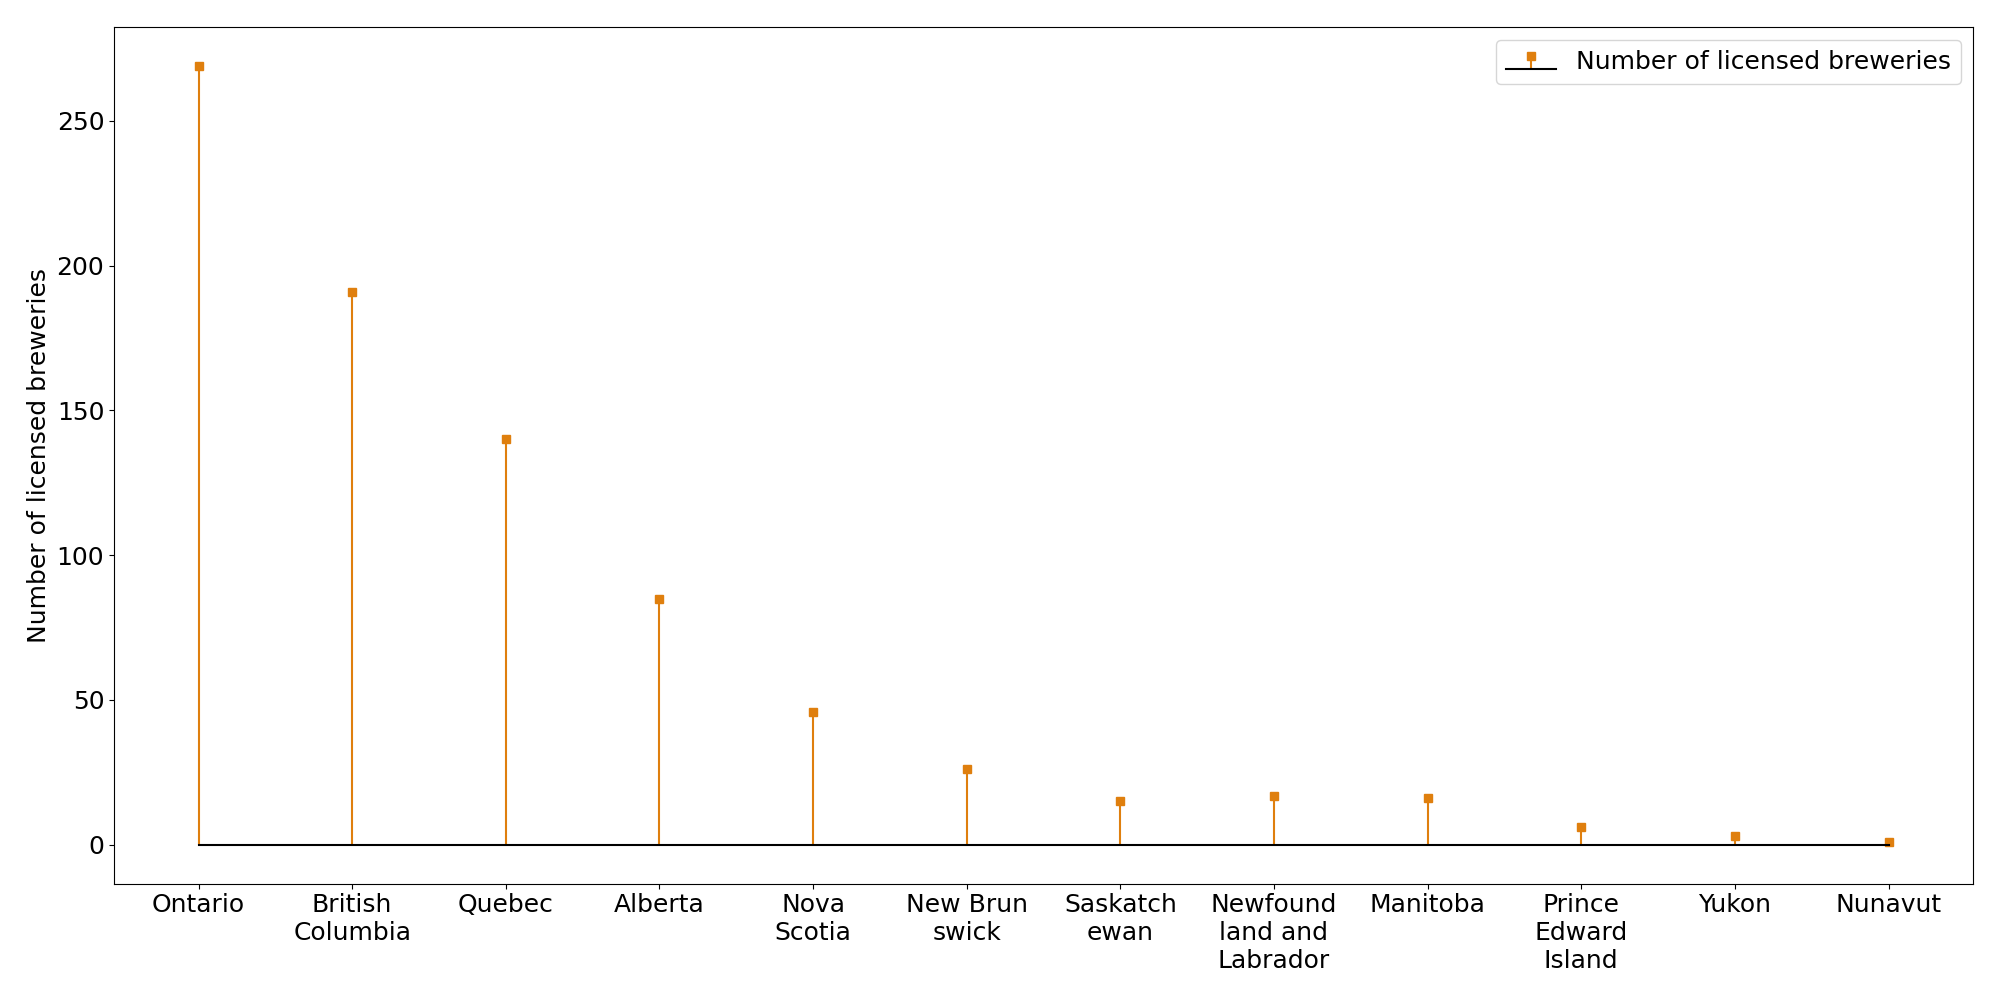 Number of licensed breweries
Number of licensed breweries
250
200
150
100
50
0
Ontario
British
Columbia
Quebec
Alberta
Nova
Scotia
New Brun
swick
Saskatch
ewan
Newfound
land and
Labrador
Manitoba
Prince
Edward
Island
Yukon
Nunavut